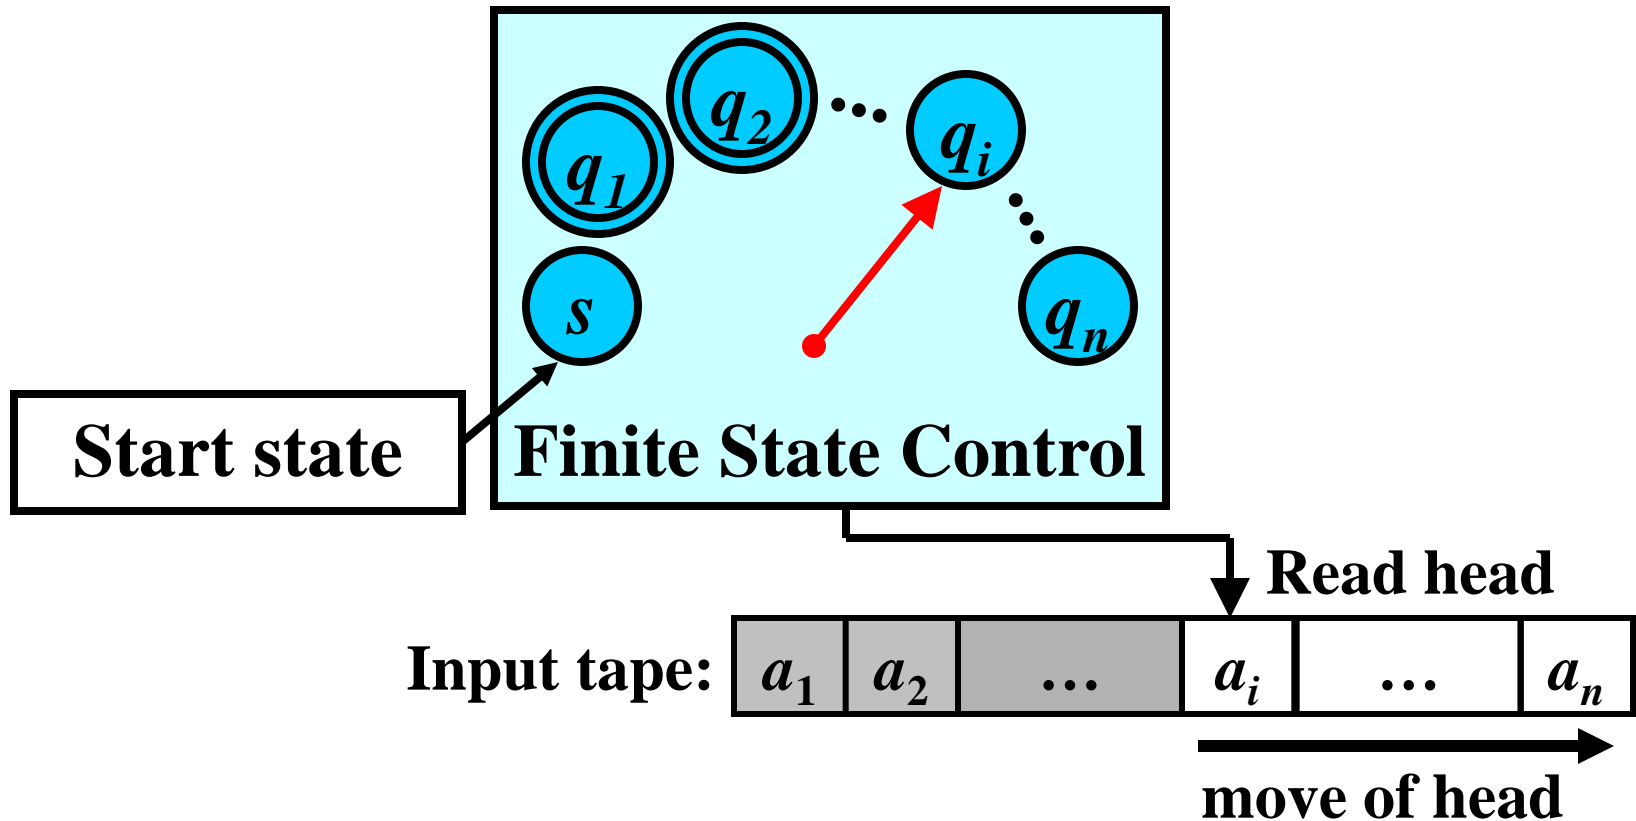 q₂
q₁
qᵢ
s
qₙ
Start state
Finite State Control
Read head
Input tape: a₁ a₂ … aᵢ … aₙ
move of head